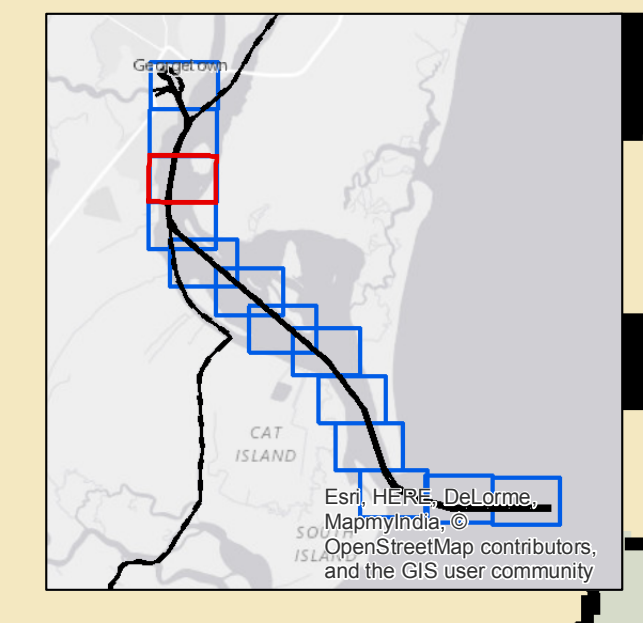 Georgetown
CAT
ISLAND
Esri, HERE, DeLorme,
MapmyIndia, ©
SOUTH
OpenStreetMap contributors,
ISLAND
and the GIS user community